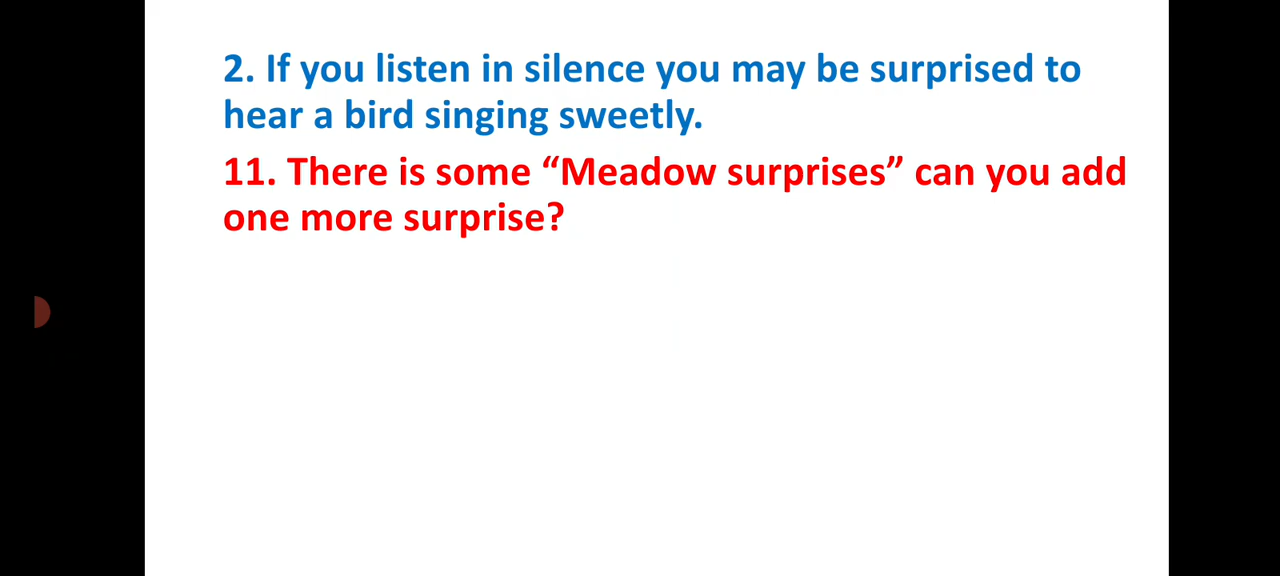 2. If you listen in silence you may be surprised to
hear a bird singing sweetly.
11. There is some “Meadow surprises” can you add
one more surprise?